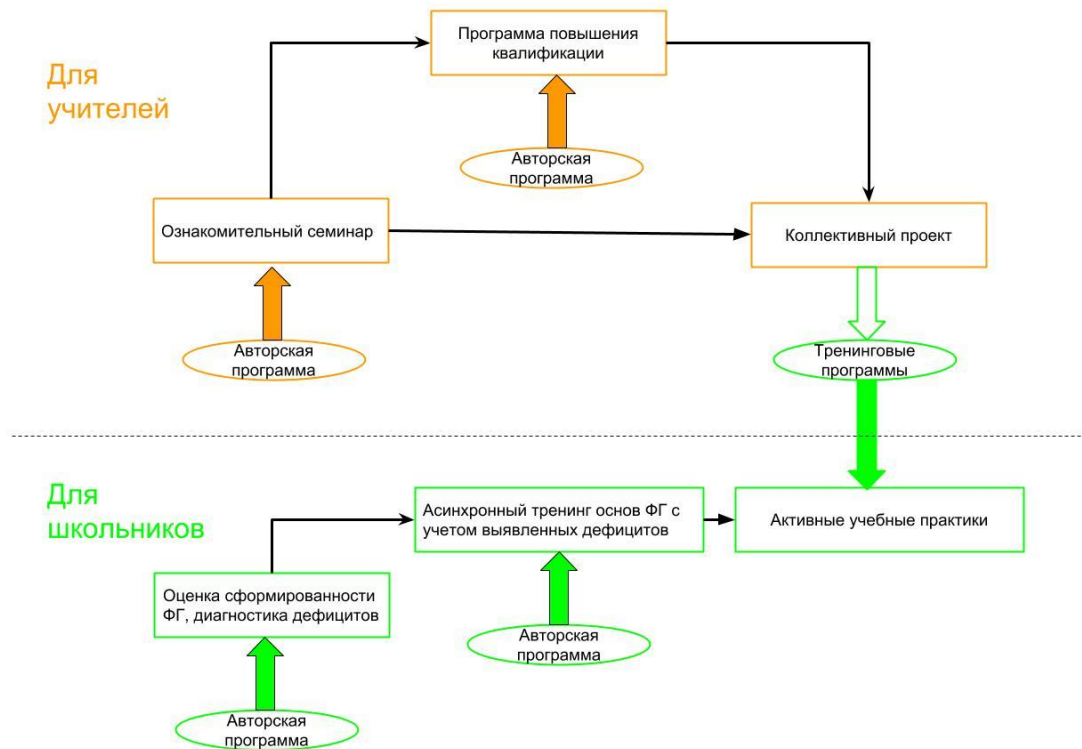 Программа повышения
квалификации
Для
учителей
Авторская
программа
Ознакомительный семинар
Коллективный проект
Авторская
программа
Тренинговые
программы
Для
школьников
Асинхронный тренинг основ ФГ с
учетом выявленных дефицитов
Активные учебные практики
Оценка сформированности
ФГ, диагностика дефицитов
Авторская
программа
Авторская
программа